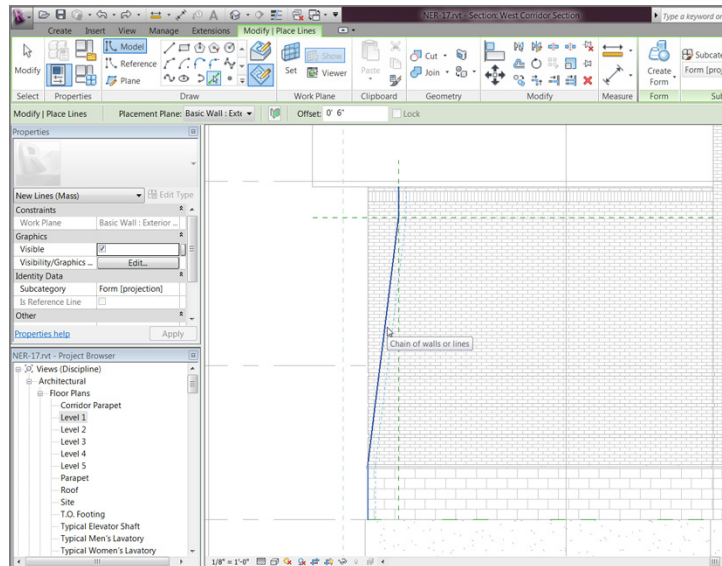 NER-17.rvt - Section: West Corridor Section
Type a keyword or
Create Insert View Manage Extensions Modify | Place Lines
Modify
Model
Reference
Plane
Set
Show
Viewer
Paste
Cut
Join
Create
Form
Subcate
Form [proj
Select Properties Draw Work Plane Clipboard Geometry Modify Measure Form Sub
Modify | Place Lines Placement Plane: Basic Wall : Exte Offset: 0' 6" Lock
Properties
New Lines (Mass) Edit Type
Constraints
Work Plane Basic Wall : Exterior ...
Graphics
Visible
Visibility/Graphics ... Edit...
Identity Data
Subcategory Form [projection]
Is Reference Line
Other
Properties help Apply
Chain of walls or lines
NER-17.rvt - Project Browser
Views (Discipline)
Architectural
Floor Plans
Corridor Parapet
Level 1
Level 2
Level 3
Level 4
Level 5
Parapet
Roof
Site
T.O. Footing
Typical Elevator Shaft
Typical Men's Lavatory
Typical Women's Lavatory
1/8" = 1'-0"